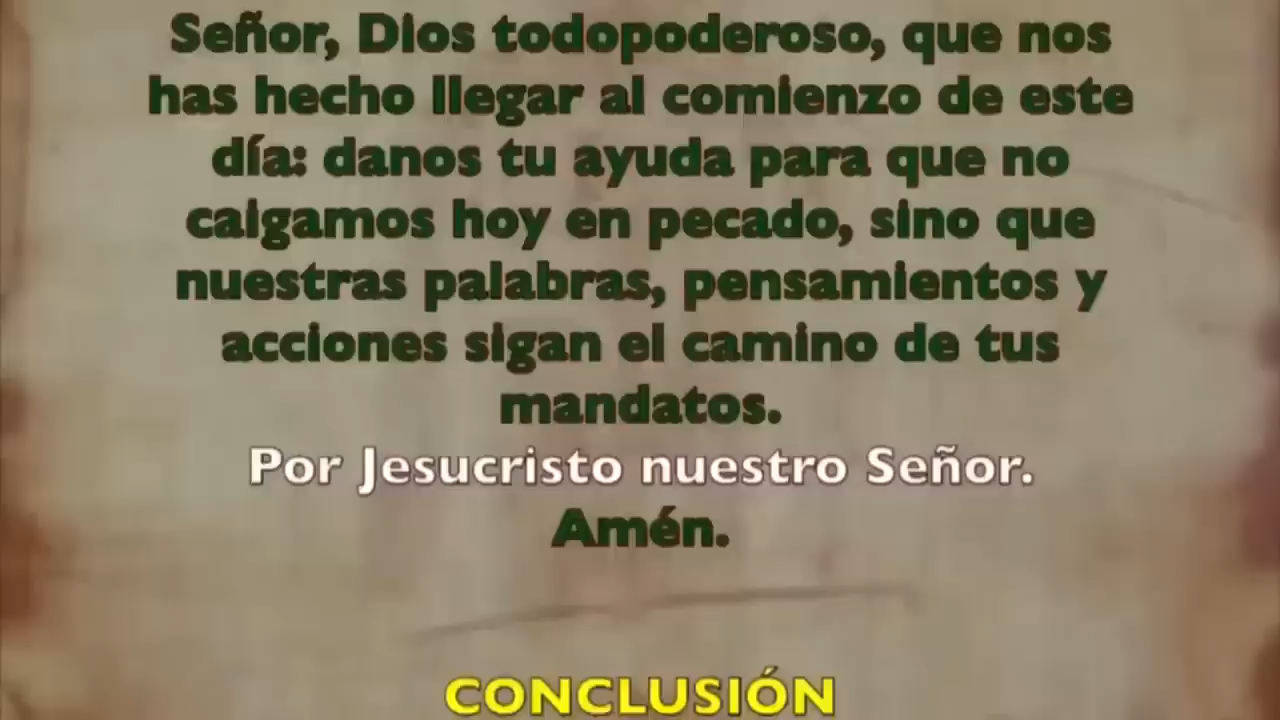 Señor, Dios todopoderoso, que nos
has hecho llegar al comienzo de este
día: danos tu ayuda para que no
caigamos hoy en pecado, sino que
nuestras palabras, pensamientos y
acciones sigan el camino de tus
mandatos.
Por Jesucristo nuestro Señor.
Amén.
CONCLUSIÓN